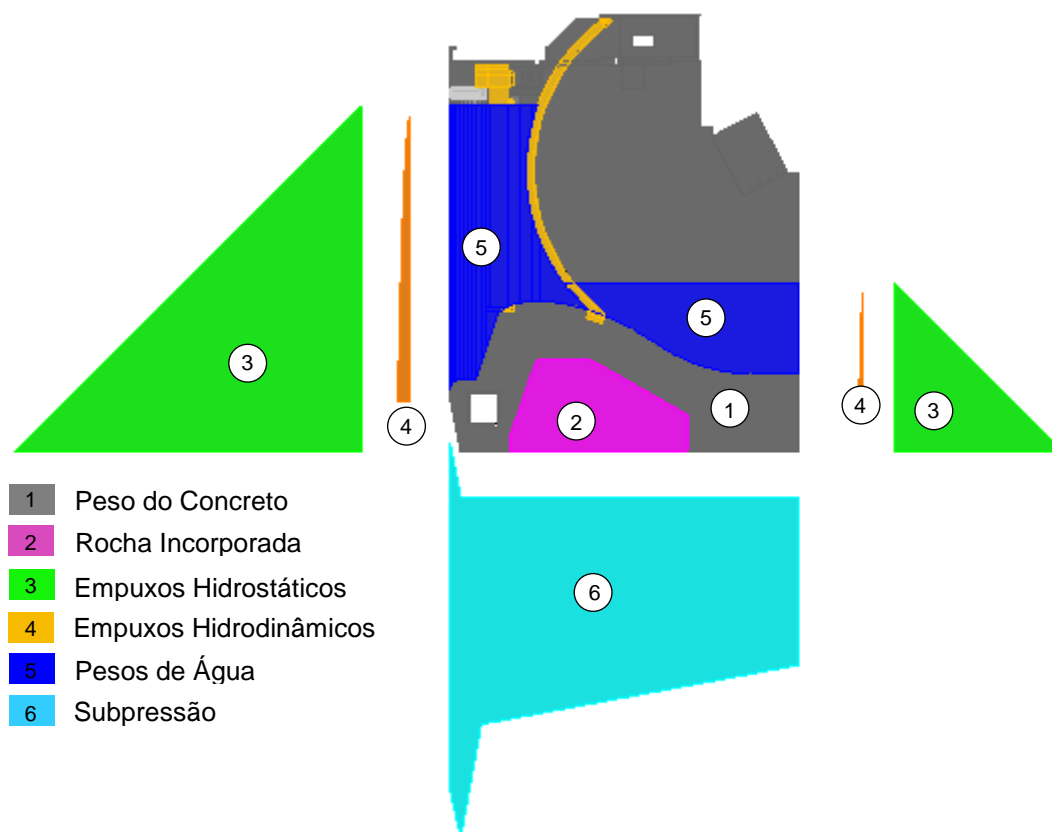 5
5
3
4
4
3
1
2
6
1 Peso do Concreto
2 Rocha Incorporada
3 Empuxos Hidrostáticos
4 Empuxos Hidrodinâmicos
5 Pesos de Água
6 Subpressão